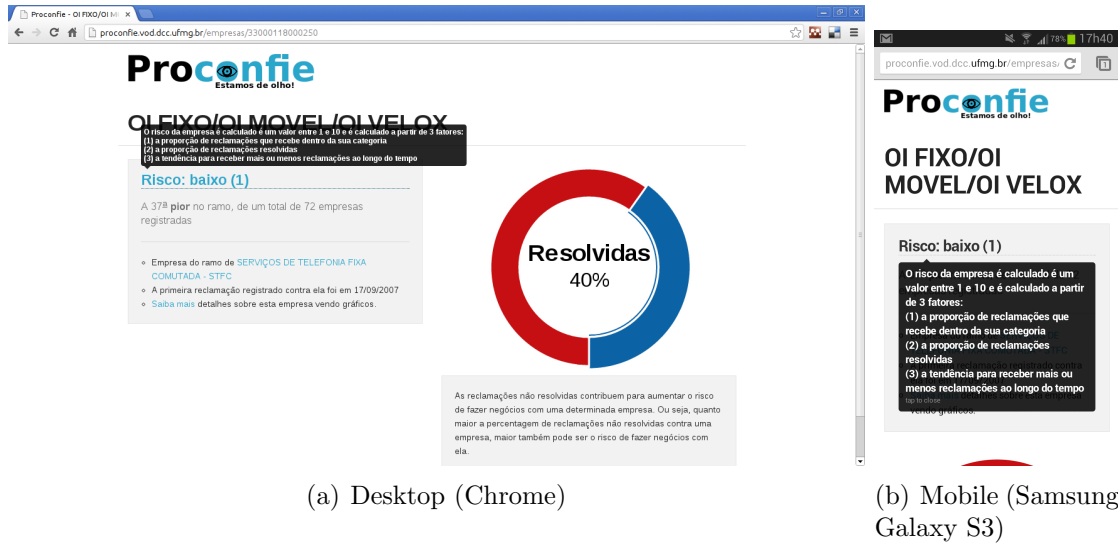 Proconfie - OI FIXO/OI M
proconfie.vod.dcc.ufmg.br/empresas/33000118000250
Proconfie
Estamos de olho!
OI FIXO/OI MOVEL/OI VELOX
O risco da empresa é calculado é um valor entre 1 e 10 e é calculado a partir de 3 fatores:
(1) a proporção de reclamações que recebe dentro da sua categoria
(2) a proporção de reclamações resolvidas
(3) a tendência para receber mais ou menos reclamações ao longo do tempo
Risco: baixo (1)
A 37ª pior no ramo, de um total de 72 empresas
registradas
Empresa do ramo de SERVIÇOS DE TELEFONIA FIXA
COMUTADA - STFC
A primeira reclamação registrado contra ela foi em 17/09/2007
Saiba mais detalhes sobre esta empresa vendo gráficos.
Resolvidas
40%
As reclamações não resolvidas contribuem para aumentar o risco
de fazer negócios com uma determinada empresa. Ou seja, quanto
maior a percentagem de reclamações não resolvidas contra uma
empresa, maior também pode ser o risco de fazer negócios com
ela.
(a) Desktop (Chrome)
78% 17h40
proconfie.vod.dcc.ufmg.br/empresas/
1
Proconfie
Estamos de olho!
OI FIXO/OI
MOVEL/OI VELOX
Risco: baixo (1)
O risco da empresa é calculado é um
valor entre 1 e 10 e é calculado a partir
de 3 fatores:
(1) a proporção de reclamações que
recebe dentro da sua categoria
(2) a proporção de reclamações
resolvidas
(3) a tendência para receber mais ou
menos reclamações ao longo do tempo
tap to close
vendo gráficos.
(b) Mobile (Samsung
Galaxy S3)